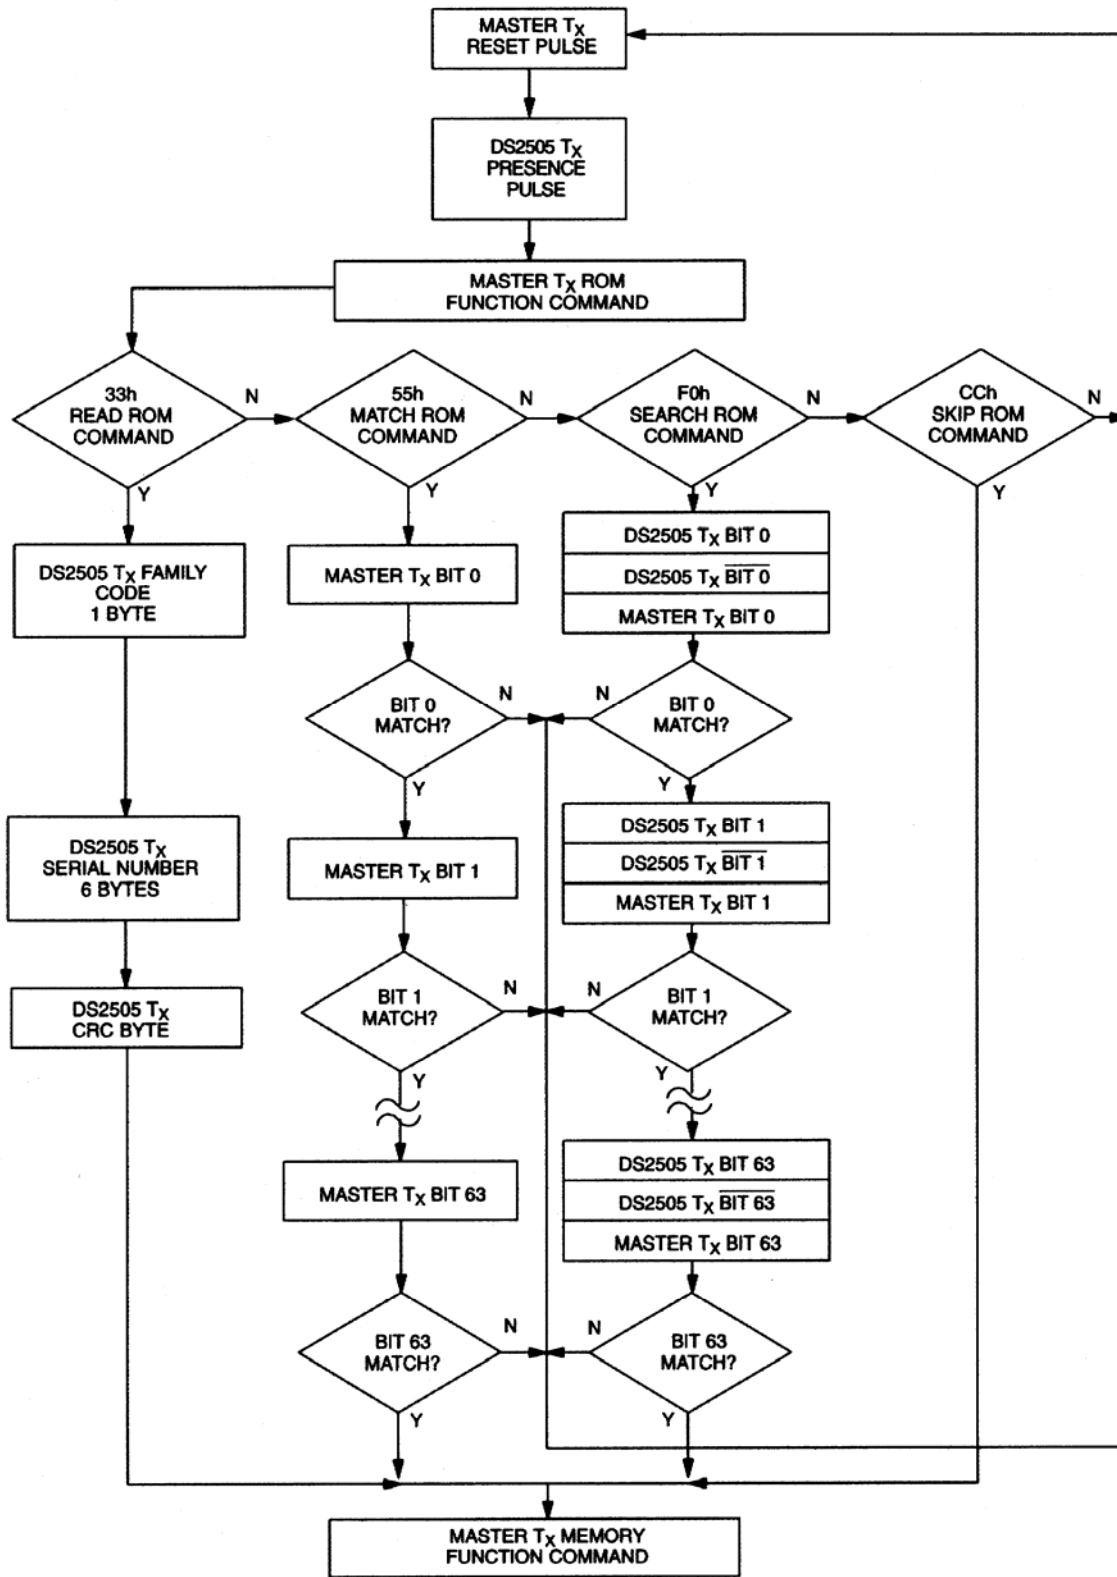 MASTER TX
RESET PULSE
DS2505 TX
PRESENCE
PULSE
MASTER TX ROM
FUNCTION COMMAND
33h
READ ROM
COMMAND
N
Y
55h
MATCH ROM
COMMAND
N
Y
F0h
SEARCH ROM
COMMAND
N
Y
CCh
SKIP ROM
COMMAND
N
Y
DS2505 TX FAMILY
CODE
1 BYTE
DS2505 TX
SERIAL NUMBER
6 BYTES
DS2505 TX
CRC BYTE
MASTER TX BIT 0
BIT 0
MATCH?
N
Y
MASTER TX BIT 1
BIT 1
MATCH?
N
Y
MASTER TX BIT 63
BIT 63
MATCH?
N
Y
DS2505 TX BIT 0
DS2505 TX BIT 0
MASTER TX BIT 0
BIT 0
MATCH?
N
Y
DS2505 TX BIT 1
DS2505 TX BIT 1
MASTER TX BIT 1
BIT 1
MATCH?
N
Y
DS2505 TX BIT 63
DS2505 TX BIT 63
MASTER TX BIT 63
BIT 63
MATCH?
N
Y
MASTER TX MEMORY
FUNCTION COMMAND